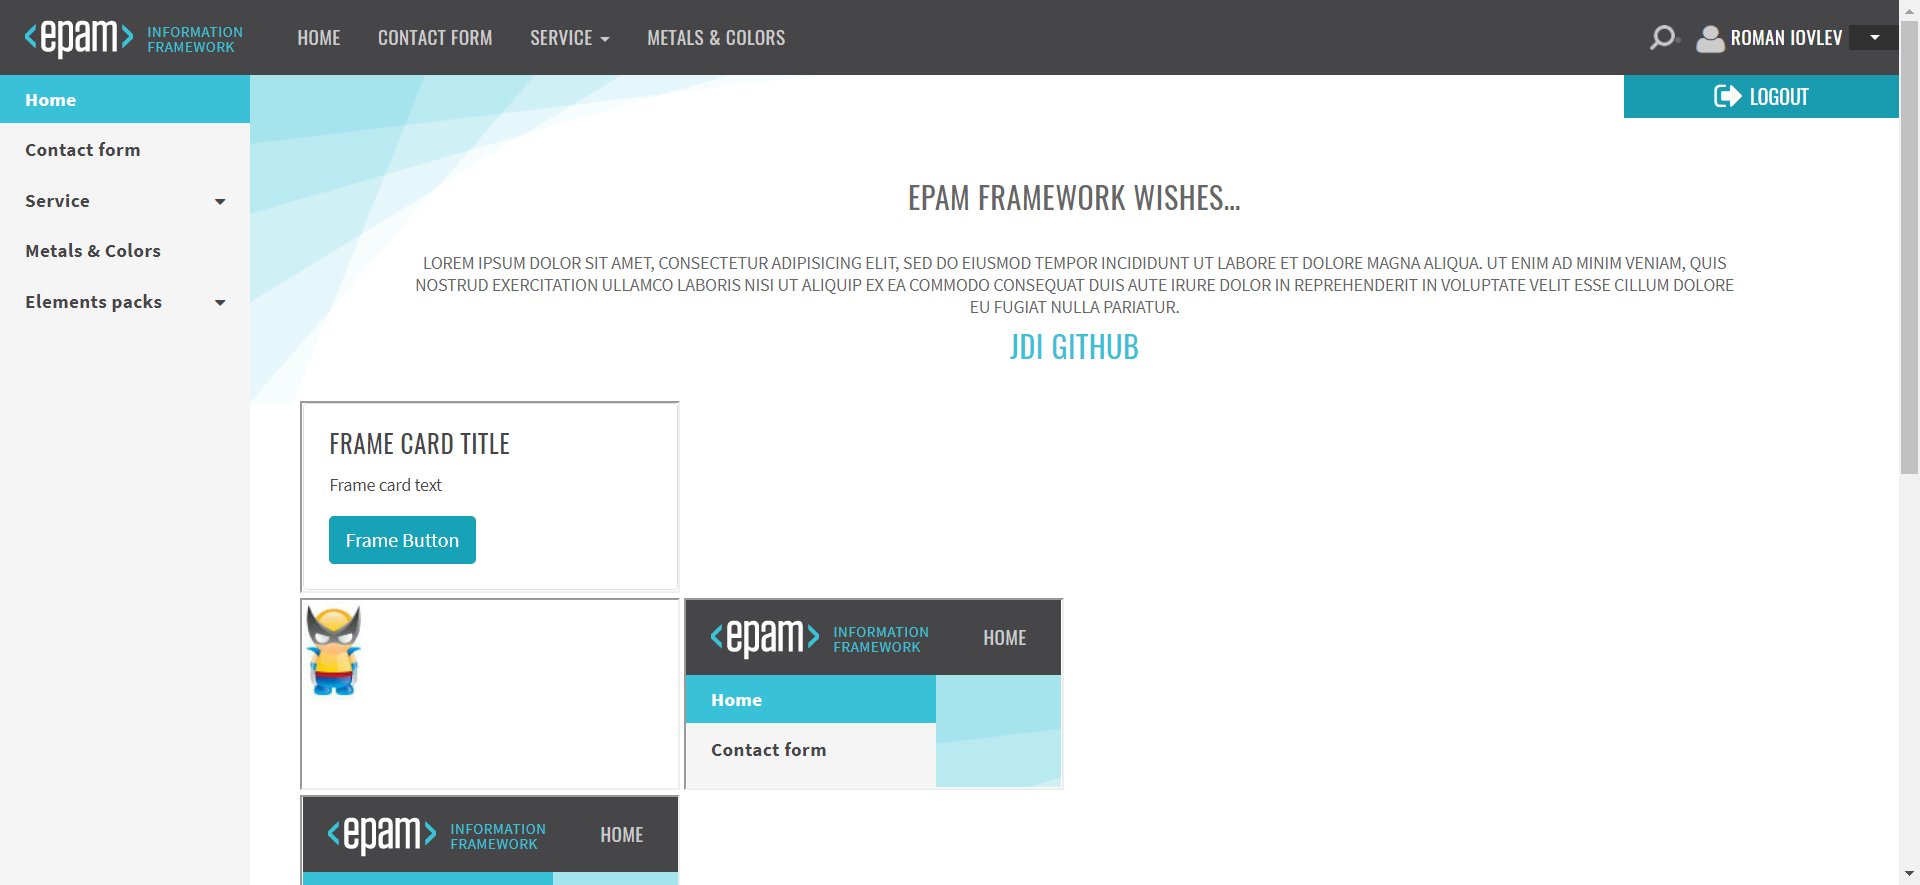 <epam> INFORMATION FRAMEWORK HOME CONTACT FORM SERVICE METALS & COLORS ROMAN IOVLEV
LOGOUT
Home
Contact form
Service
Metals & Colors
Elements packs
EPAM FRAMEWORK WISHES...
LOREM IPSUM DOLOR SIT AMET, CONSECTETUR ADIPISICING ELIT, SED DO EIUSMOD TEMPOR INCIDIDUNT UT LABORE ET DOLORE MAGNA ALIQUA. UT ENIM AD MINIM VENIAM, QUIS
NOSTRUD EXERCITATION ULLAMCO LABORIS NISI UT ALIQUIP EX EA COMMODO CONSEQUAT DUIS AUTE IRURE DOLOR IN REPREHENDERIT IN VOLUPTATE VELIT ESSE CILLUM DOLORE
EU FUGIAT NULLA PARIATUR.
JDI GITHUB
FRAME CARD TITLE
Frame card text
Frame Button
<epam> INFORMATION FRAMEWORK HOME
Home
Contact form
<epam> INFORMATION FRAMEWORK HOME